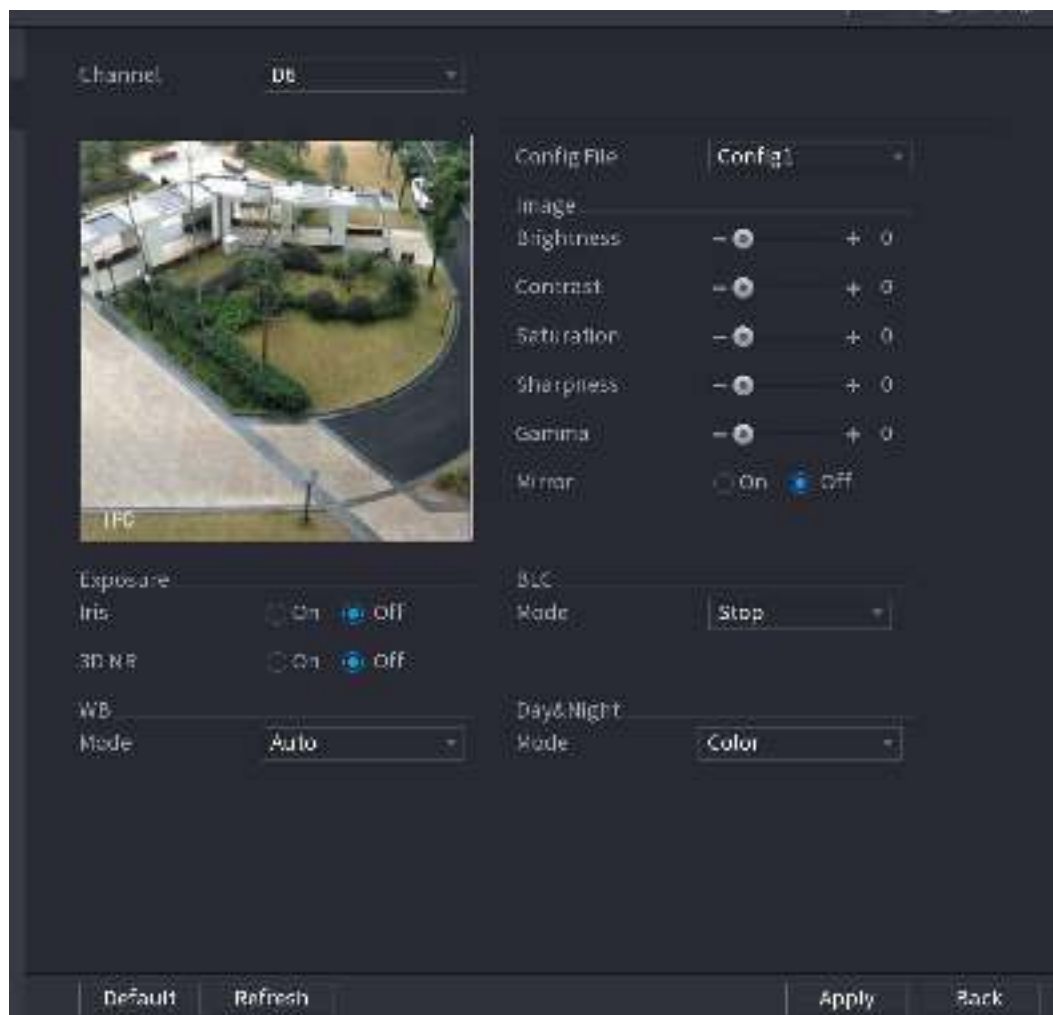 Channel D6
Config File Config1
Image
Brightness - + 0
Contrast - + 0
Saturation - + 0
Sharpness - + 0
Gamma - + 0
Mirror On Off
IPC
Exposure
Iris On Off
3D NR On Off
BLC
Mode Stop
WB
Mode Auto
Day&Night
Mode Color
Default Refresh Apply Back